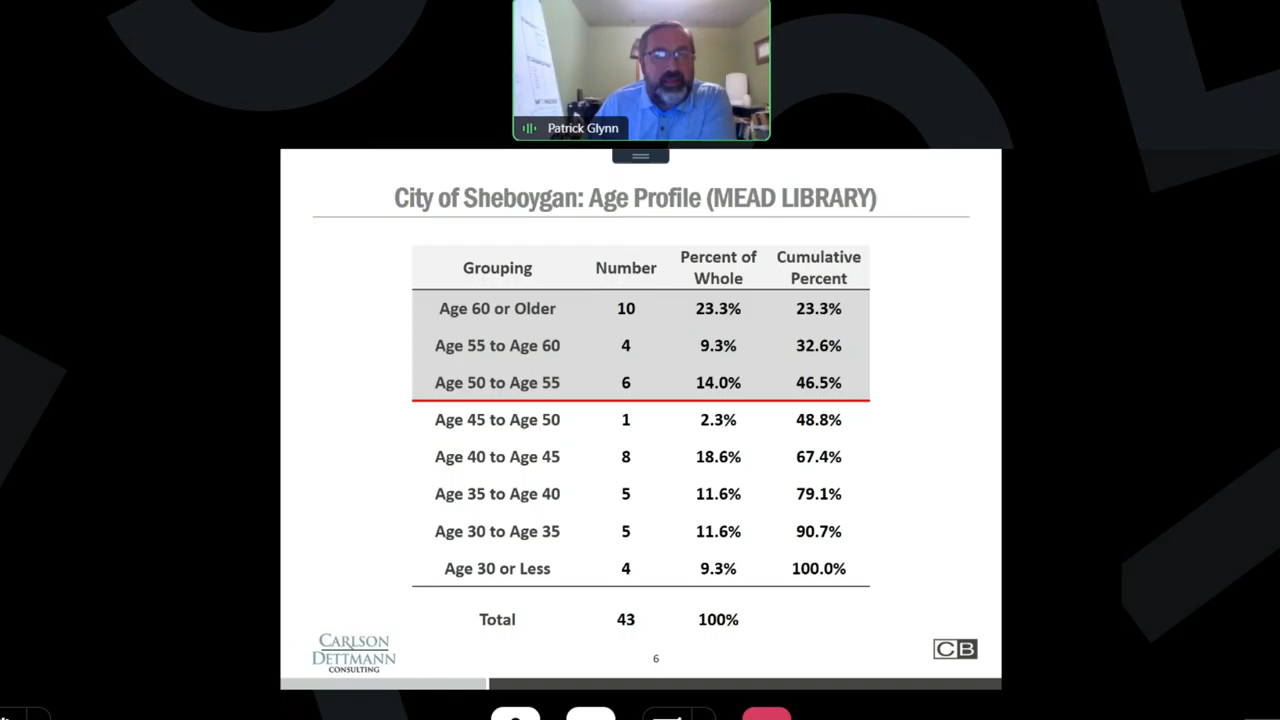 Patrick Glynn
City of Sheboygan: Age Profile (MEAD LIBRARY)
Grouping Number Percent of Whole Cumulative Percent
Age 60 or Older 10 23.3% 23.3%
Age 55 to Age 60 4 9.3% 32.6%
Age 50 to Age 55 6 14.0% 46.5%
Age 45 to Age 50 1 2.3% 48.8%
Age 40 to Age 45 8 18.6% 67.4%
Age 35 to Age 40 5 11.6% 79.1%
Age 30 to Age 35 5 11.6% 90.7%
Age 30 or Less 4 9.3% 100.0%
Total 43 100%
CARLSON
DETTMANN
CONSULTING
6
CB